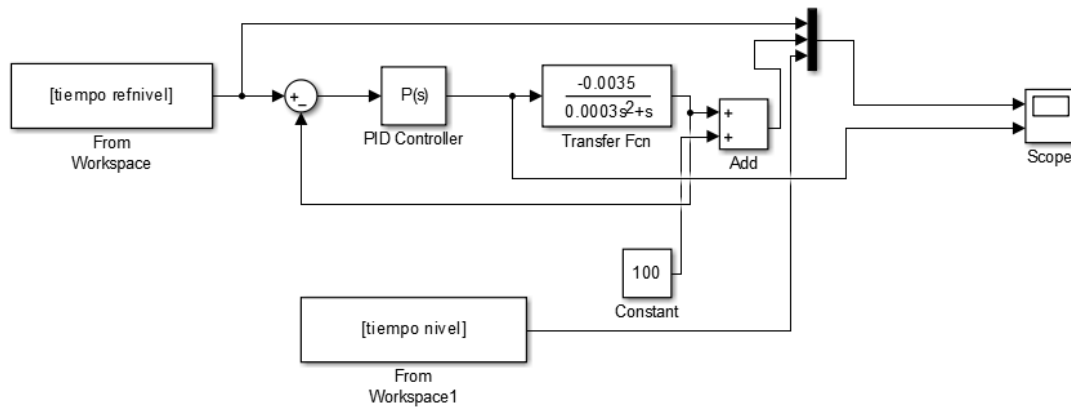 [tiempo refnivel]
From
Workspace
+
−
P(s)
PID Controller
-0.0035
0.0003s²+s
Transfer Fcn
+
+
Add
Scope
100
Constant
[tiempo nivel]
From
Workspace1